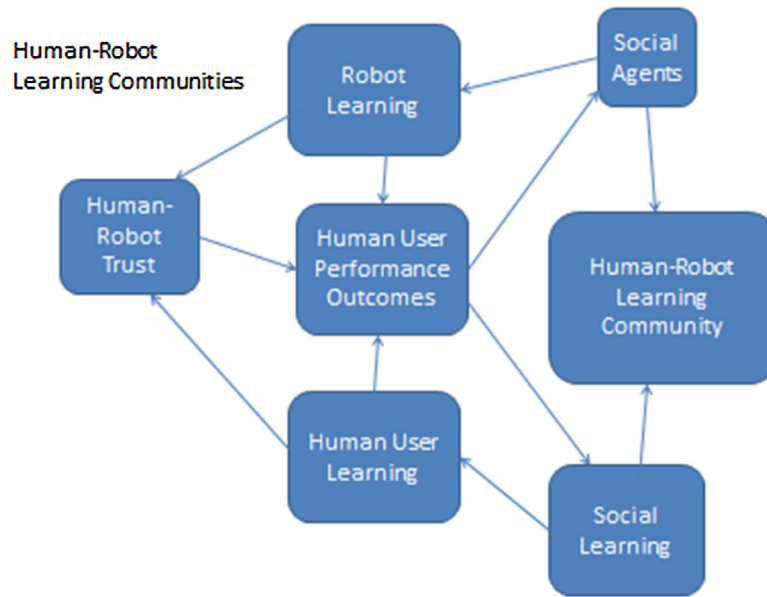 Human-Robot
Learning Communities
Robot
Learning
Social
Agents
Human-
Robot
Trust
Human User
Performance
Outcomes
Human-Robot
Learning
Community
Human User
Learning
Social
Learning